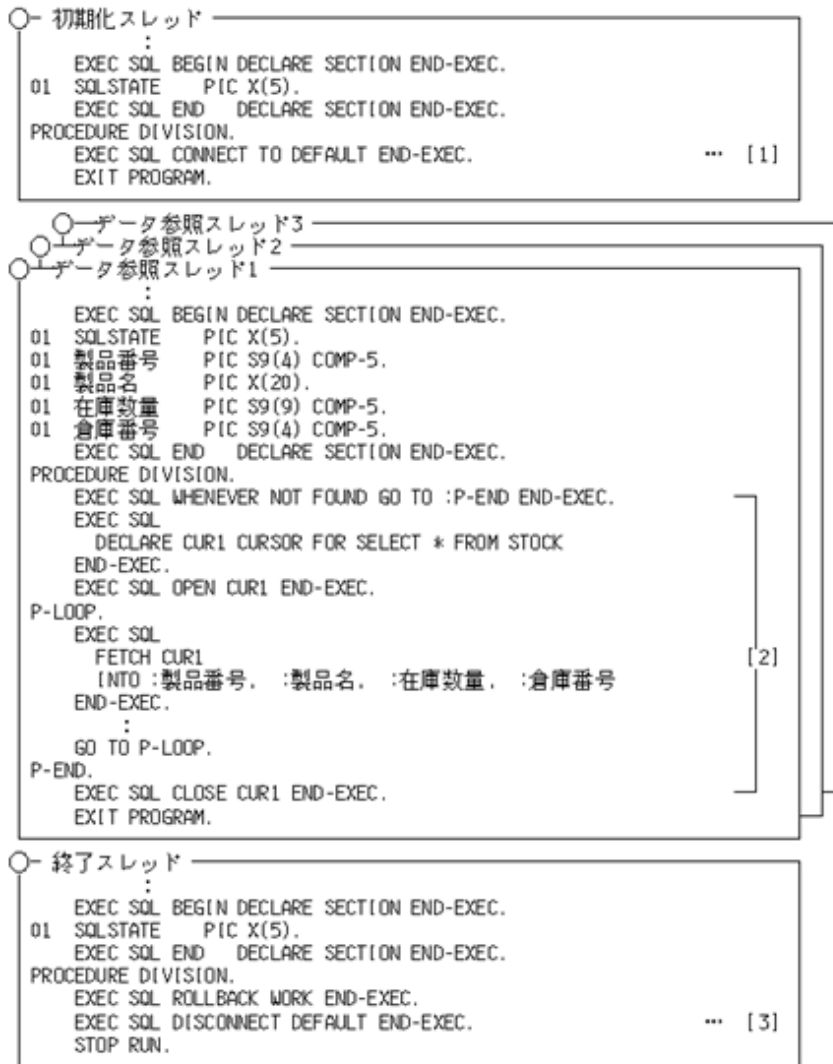 初期化スレッド
:
EXEC SQL BEGIN DECLARE SECTION END-EXEC.
01 SQLSTATE PIC X(5).
EXEC SQL END DECLARE SECTION END-EXEC.
PROCEDURE DIVISION.
EXEC SQL CONNECT TO DEFAULT END-EXEC. … [1]
EXIT PROGRAM.
データ参照スレッド3
データ参照スレッド2
データ参照スレッド1
:
EXEC SQL BEGIN DECLARE SECTION END-EXEC.
01 SQLSTATE PIC X(5).
01 製品番号 PIC S9(4) COMP-5.
01 製品名 PIC X(20).
01 在庫数量 PIC S9(9) COMP-5.
01 倉庫番号 PIC S9(4) COMP-5.
EXEC SQL END DECLARE SECTION END-EXEC.
PROCEDURE DIVISION.
EXEC SQL WHENEVER NOT FOUND GO TO :P-END END-EXEC.
EXEC SQL
DECLARE CUR1 CURSOR FOR SELECT * FROM STOCK
END-EXEC.
EXEC SQL OPEN CUR1 END-EXEC.
P-LOOP.
EXEC SQL
FETCH CUR1 [2]
INTO :製品番号, :製品名, :在庫数量, :倉庫番号
END-EXEC.
:
GO TO P-LOOP.
P-END.
EXEC SQL CLOSE CUR1 END-EXEC.
EXIT PROGRAM.
終了スレッド
:
EXEC SQL BEGIN DECLARE SECTION END-EXEC.
01 SQLSTATE PIC X(5).
EXEC SQL END DECLARE SECTION END-EXEC.
PROCEDURE DIVISION.
EXEC SQL ROLLBACK WORK END-EXEC.
EXEC SQL DISCONNECT DEFAULT END-EXEC. … [3]
STOP RUN.